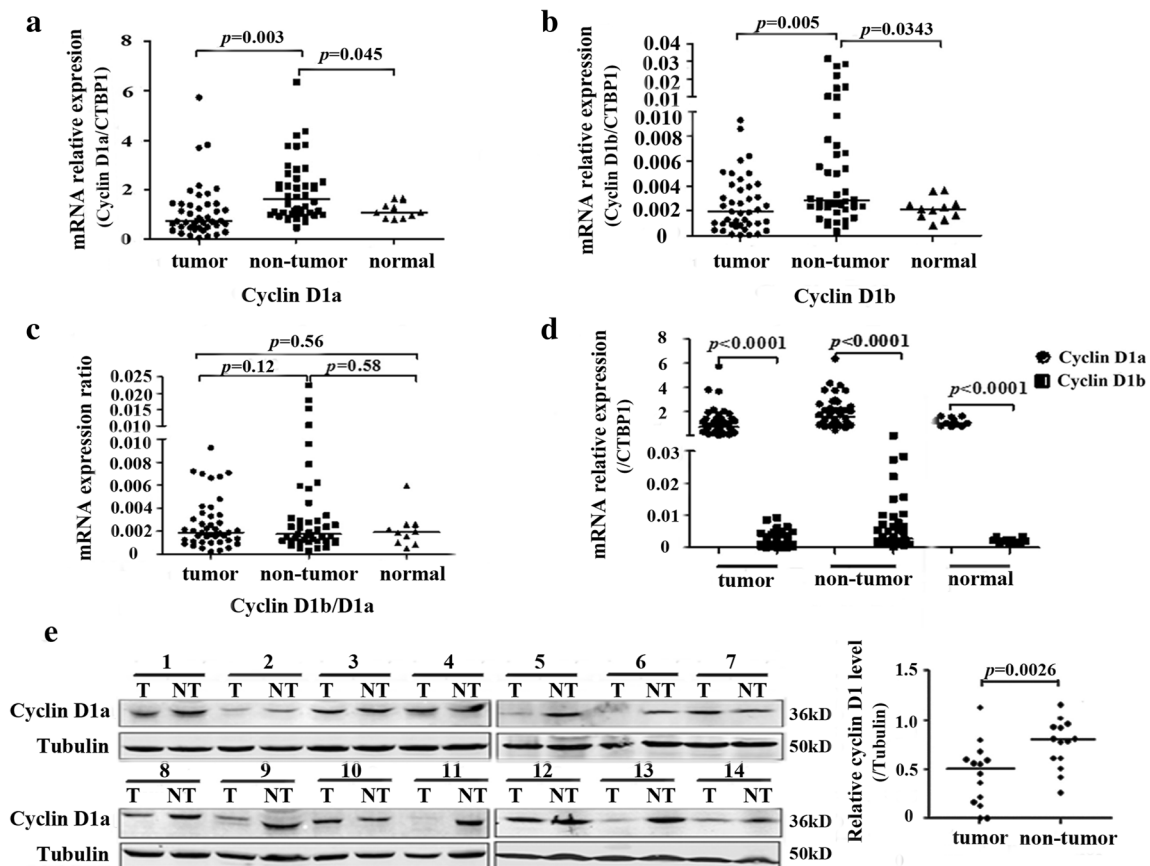 a
p=0.003
p=0.045
mRNA relative expresion
(Cyclin D1a/CTBP1)
8
6
4
2
0
tumor non-tumor normal
Cyclin D1a
b
p=0.005
p=0.0343
mRNA relative expression
(Cyclin D1b/CTBP1)
0.04
0.03
0.02
0.01
0.010
0.008
0.006
0.004
0.002
0
tumor non-tumor normal
Cyclin D1b
c
p=0.56
p=0.12 p=0.58
mRNA expression ratio
0.025
0.020
0.015
0.010
0.010
0.008
0.006
0.004
0.002
0
tumor non-tumor normal
Cyclin D1b/D1a
d
p<0.0001 p<0.0001
p<0.0001
mRNA relative expression
(/CTBP1)
8
6
4
2
0.03
0.02
0.01
0
tumor non-tumor normal
Cyclin D1a
Cyclin D1b
e
1 2 3 4 5 6 7
T NT T NT T NT T NT T NT T NT T NT
Cyclin D1a 36kD
Tubulin 50kD
8 9 10 11 12 13 14
T NT T NT T NT T NT T NT T NT T NT
Cyclin D1a 36kD
Tubulin 50kD
Relative cyclin D1 level
(/Tubulin)
p=0.0026
1.5
1.0
0.5
0
tumor non-tumor